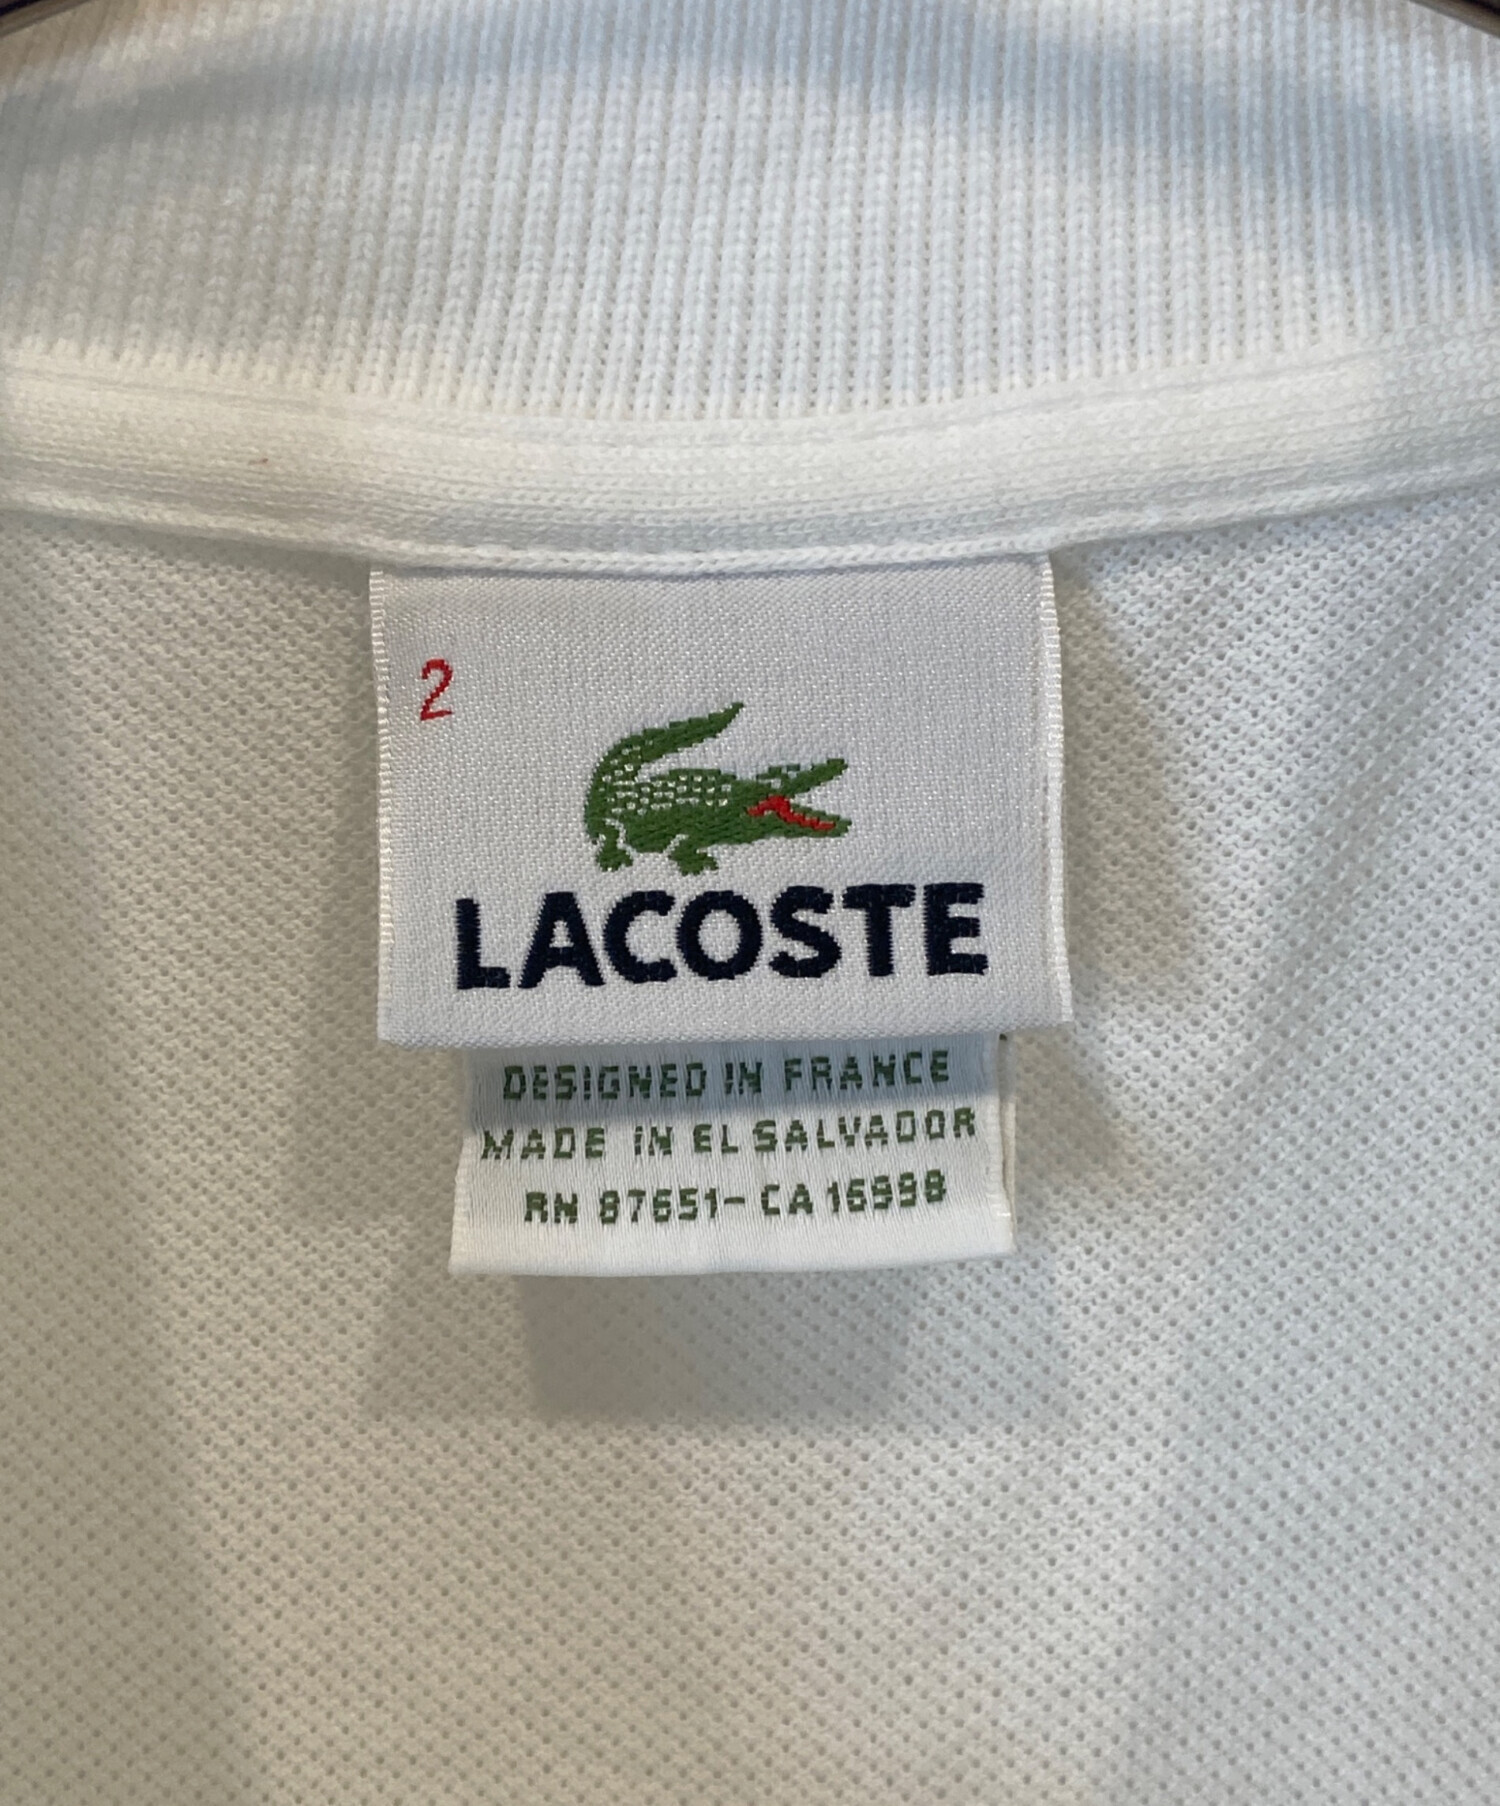 2
LACOSTE
DESIGNED IN FRANCE
MADE IN EL SALVADOR
RN 87651-CA 16998